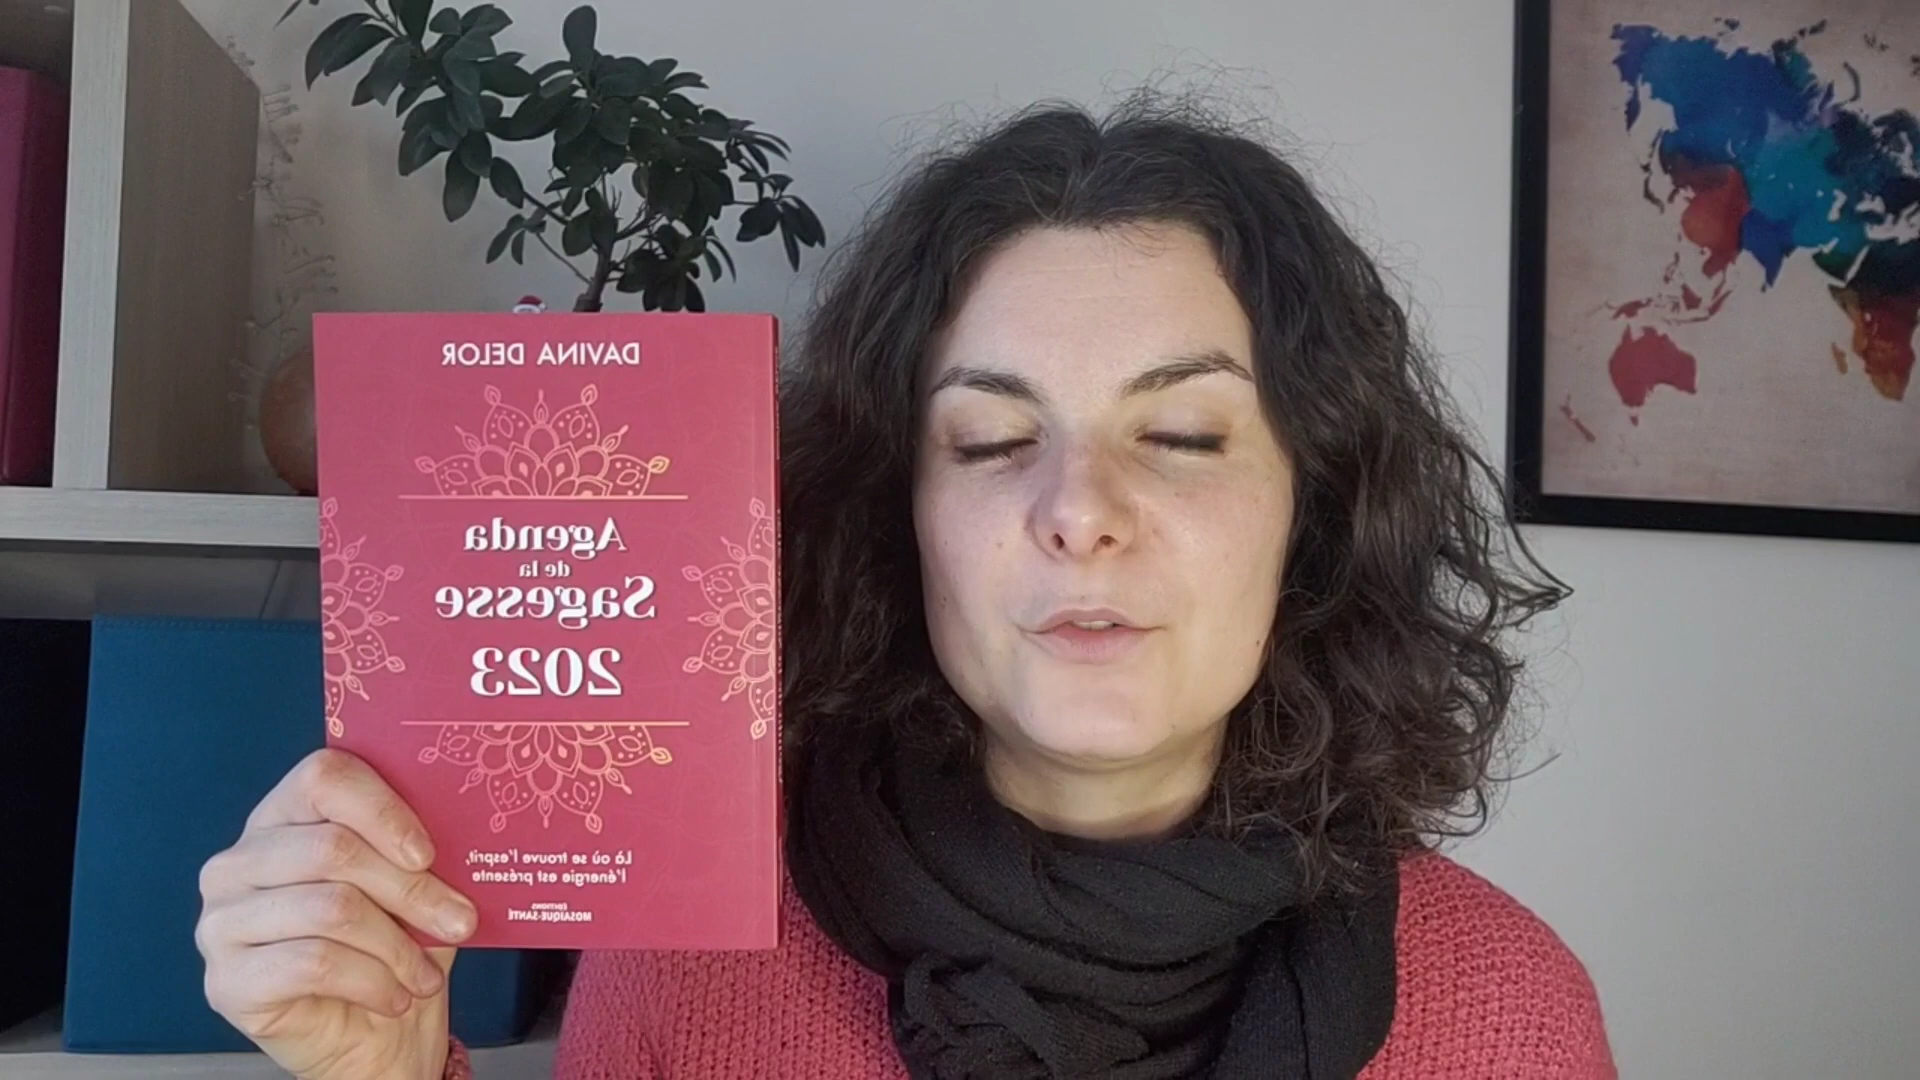 DAVINA DELOR
Agenda
de la
Sagesse
2023
Là où se trouve l'esprit,
l'énergie est présente
ÉDITIONS
MOSAÏQUE-SANTÉ